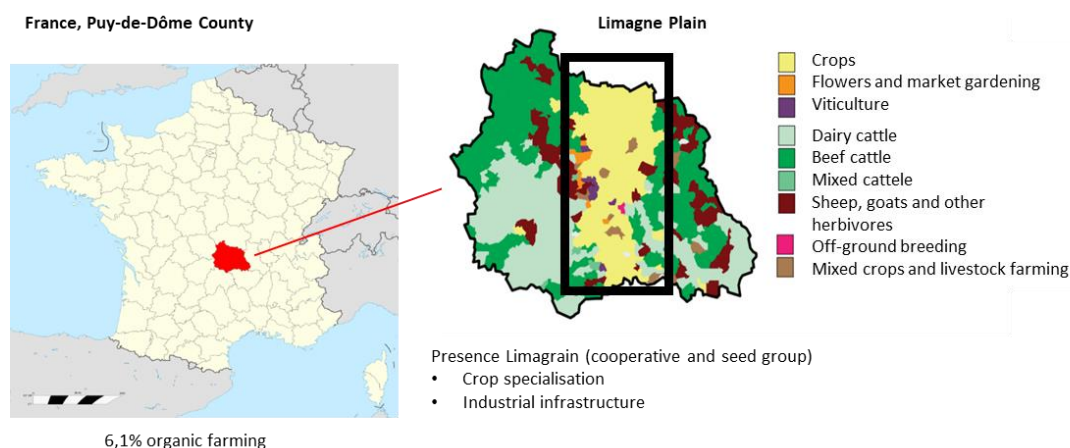 France, Puy-de-Dôme County
Limagne Plain
Crops
Flowers and market gardening
Viticulture
Dairy cattle
Beef cattle
Mixed cattele
Sheep, goats and other
herbivores
Off-ground breeding
Mixed crops and livestock farming
Presence Limagrain (cooperative and seed group)
• Crop specialisation
• Industrial infrastructure
6,1% organic farming